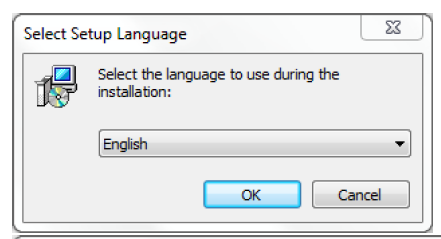 Select Setup Language
Select the language to use during the
installation:
English
OK
Cancel